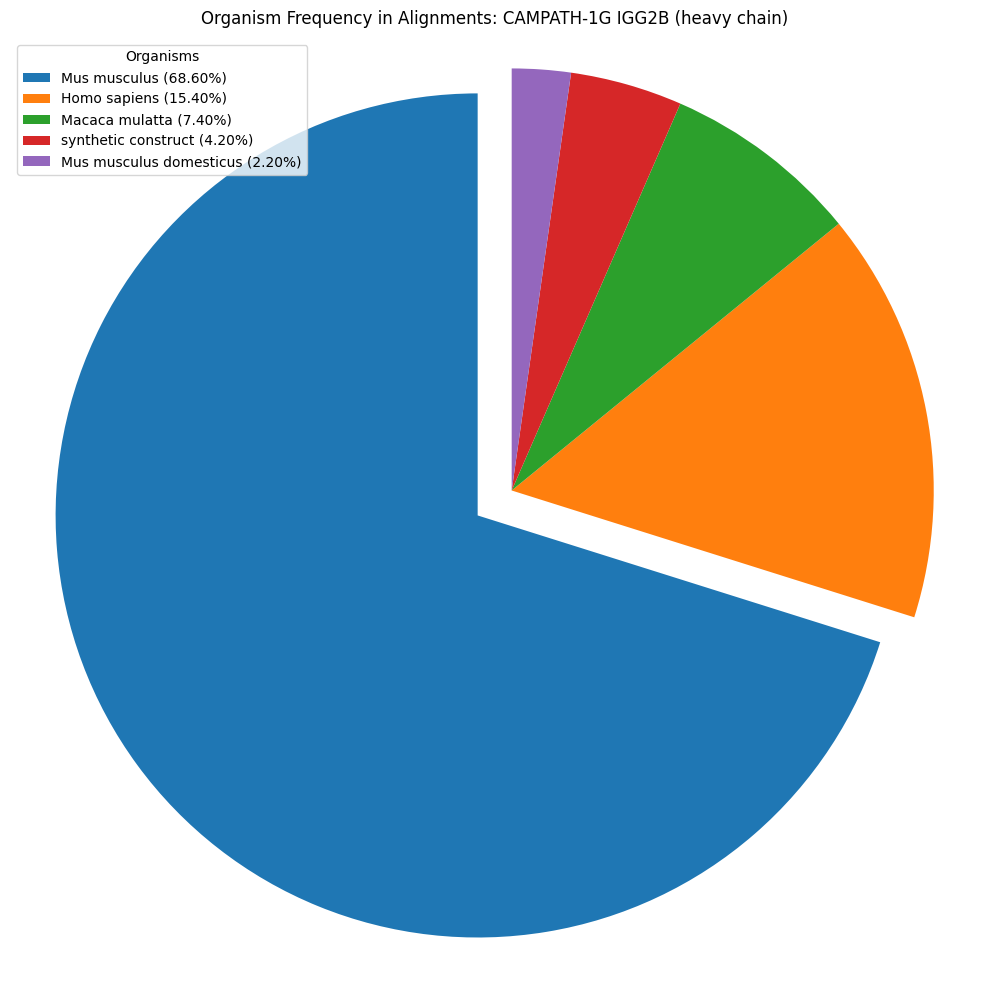 Organism Frequency in Alignments: CAMPATH-1G IGG2B (heavy chain)
Organisms
Mus musculus (68.60%)
Homo sapiens (15.40%)
Macaca mulatta (7.40%)
synthetic construct (4.20%)
Mus musculus domesticus (2.20%)